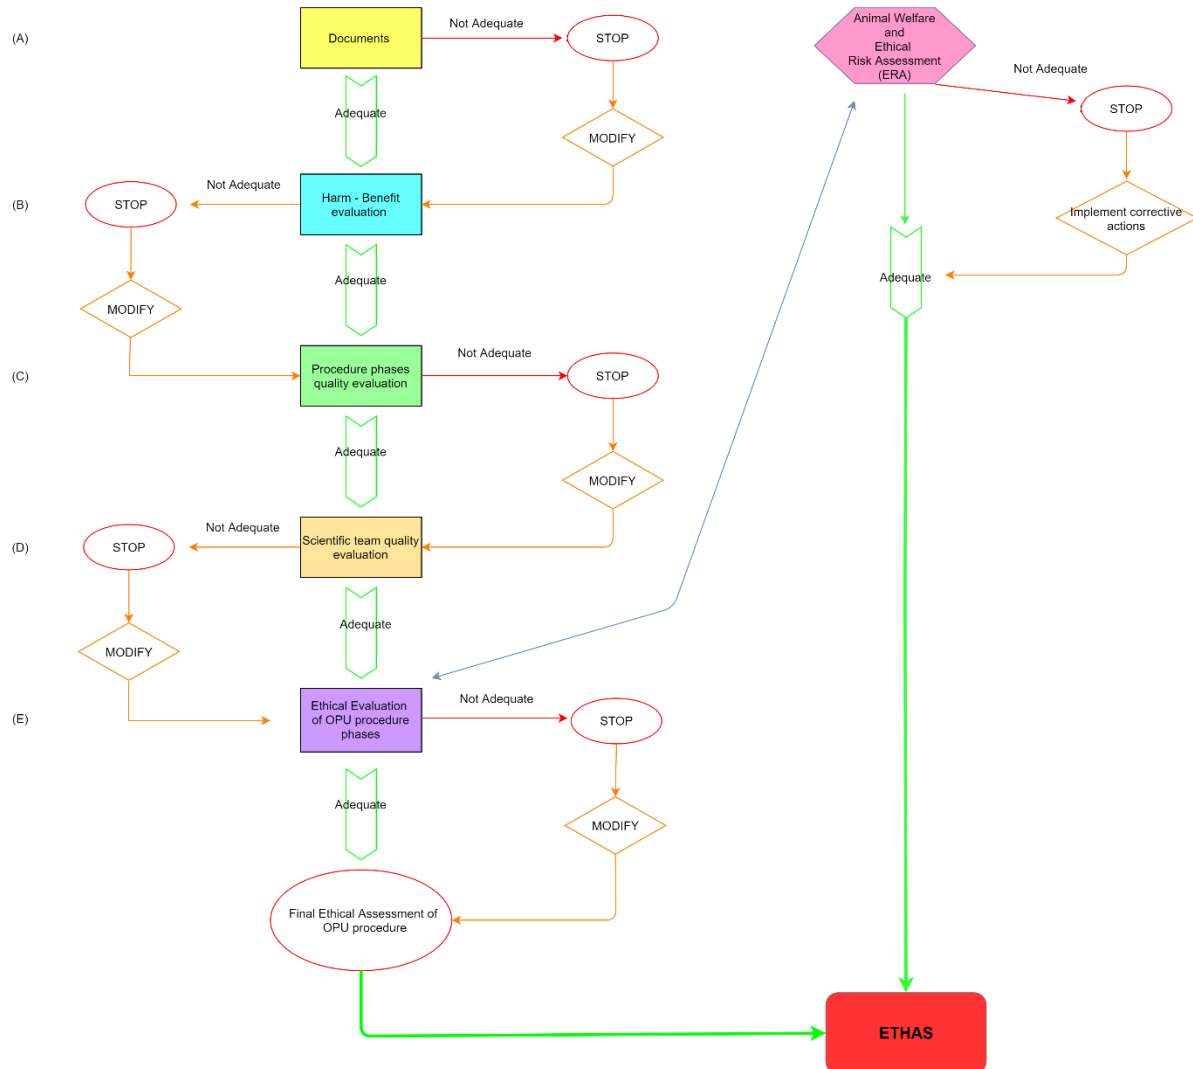 (A)
Documents
Not Adequate
STOP
Adequate
MODIFY
(B)
Harm - Benefit
evaluation
Not Adequate
STOP
Adequate
MODIFY
(C)
Procedure phases
quality evaluation
Not Adequate
STOP
Adequate
MODIFY
(D)
Scientific team quality
evaluation
Not Adequate
STOP
Adequate
MODIFY
(E)
Ethical Evaluation
of OPU procedure
phases
Not Adequate
STOP
Adequate
MODIFY
Final Ethical Assessment of
OPU procedure
Animal Welfare
and
Ethical
Risk Assessment
(ERA)
Not Adequate
STOP
Implement corrective
actions
Adequate
ETHAS